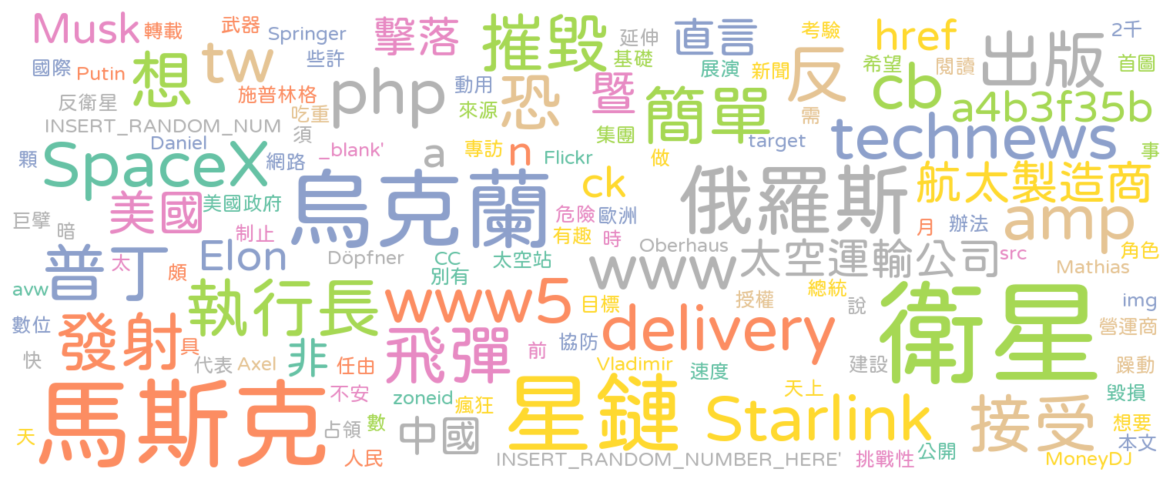 Musk 轉載 武器 Springer 擊落 摧毀 延伸 直言 考驗 href 出版 2千
國際 Putin 想 tw 些許 基礎 展演 新聞 反 希望 閱讀 cb 首圖
反衛星 施普林格 吃重 php 動用 來源 恐 暨 簡單 需 a4b3f35b
INSERT_RANDOM_NUM 須 集團 technews
顆 SpaceX Daniel 網路 _blank' a 專訪 n Flickr 做 target 事
美國 美國政府 烏克蘭 ck 俄羅斯 航太製造商
巨擘 暗 制止 危險 歐洲 有趣 時 amp 月 辦法
普丁 太 頗 Elon Döpfner CC 別有 太空站 Oberhaus www 太空運輸公司 src 角色 Mathias
avw 執行長 www5 目標 授權 總統 說 衛星 img
數位 發射 具 非 飛彈 前 協防 delivery 營運商
快 代表 Axel 任由 Vladimir 速度 建設 躁動
馬斯克 不安 zoneid 瘋狂 星鏈 天上 Starlink 接受 毀損 想要
天 占領 數 中國 本文
人民 INSERT_RANDOM_NUMBER_HERE' 挑戰性 公開 MoneyDJ